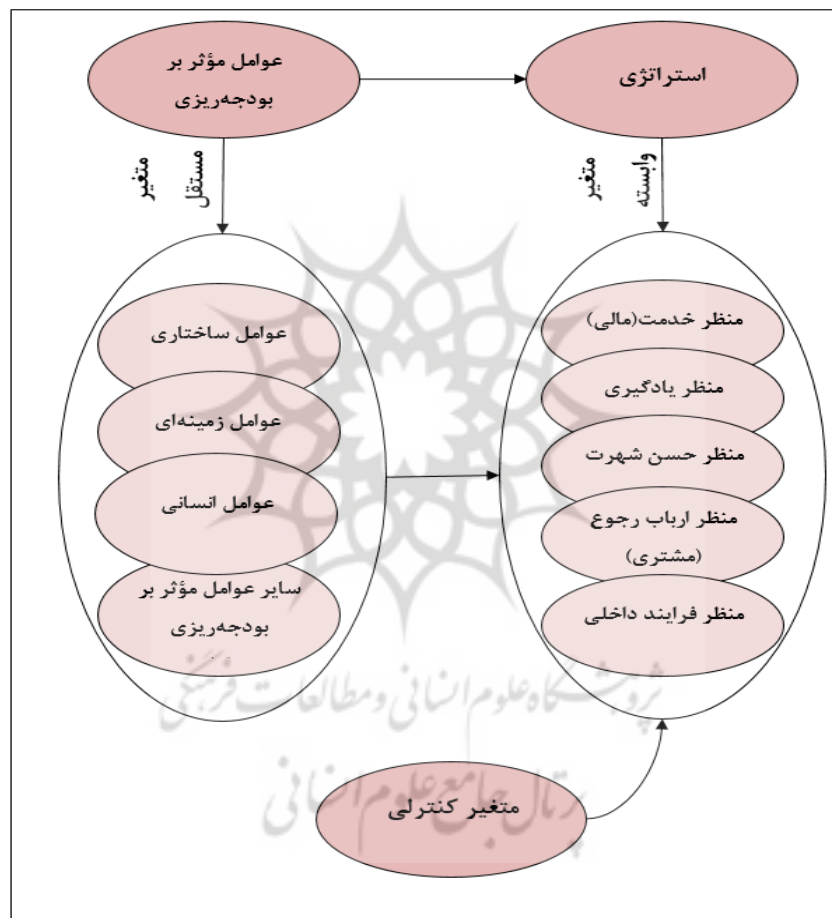 عوامل مؤثر بر
بودجه‌ریزی
استراتژی
متغیر
مستقل
متغیر
وابسته
عوامل ساختاری
عوامل زمینه‌ای
عوامل انسانی
سایر عوامل مؤثر بر
بودجه‌ریزی
منظر خدمت(مالی)
منظر یادگیری
منظر حسن شهرت
منظر ارباب رجوع
(مشتری)
منظر فرایند داخلی
پژوهشگاه علوم انسانی و مطالعات فرهنگی
پرتال جامع علوم انسانی
متغیر کنترلی